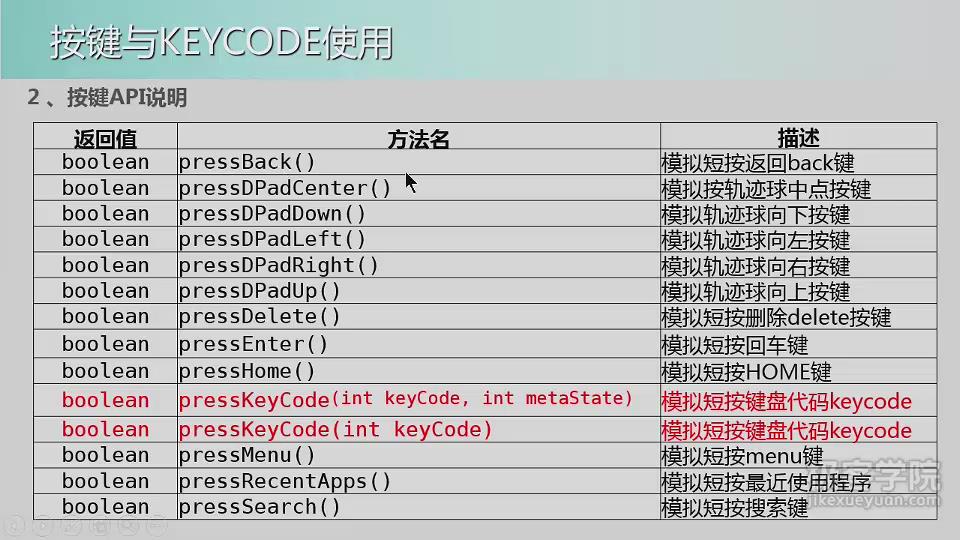 按键与KEYCODE使用
2 、按键API说明
返回值 方法名 描述
boolean pressBack() 模拟短按返回back键
boolean pressDPadCenter() 模拟按轨迹球中点按键
boolean pressDPadDown() 模拟轨迹球向下按键
boolean pressDPadLeft() 模拟轨迹球向左按键
boolean pressDPadRight() 模拟轨迹球向右按键
boolean pressDPadUp() 模拟轨迹球向上按键
boolean pressDelete() 模拟短按删除delete按键
boolean pressEnter() 模拟短按回车键
boolean pressHome() 模拟短按HOME键
boolean pressKeyCode(int keyCode, int metaState) 模拟短按键盘代码keycode
boolean pressKeyCode(int keyCode) 模拟短按键盘代码keycode
boolean pressMenu() 模拟短按menu键
boolean pressRecentApps() 模拟短按最近使用程序
boolean pressSearch() 模拟短按搜索键
极客学院
jikexueyuan.com